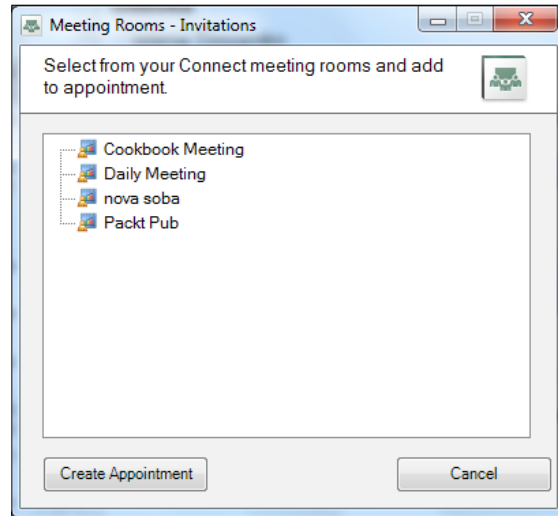 Meeting Rooms - Invitations
Select from your Connect meeting rooms and add
to appointment.
Cookbook Meeting
Daily Meeting
nova soba
Packt Pub
Create Appointment
Cancel